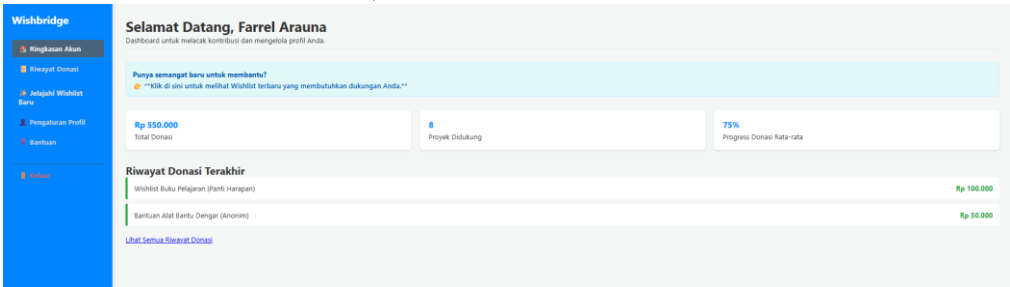 Wishbridge
Ringkasan Akun
Riwayat Donasi
Jelajahi Wishlist
Baru
Pengaturan Profil
Bantuan
Keluar
Selamat Datang, Farrel Arauna
Dashboard untuk melacak kontribusi dan mengelola profil Anda.
Punya semangat baru untuk membantu?
👉 **Klik di sini untuk melihat Wishlist terbaru yang membutuhkan dukungan Anda.**
Rp 550.000
Total Donasi
8
Proyek Didukung
75%
Progress Donasi Rata-rata
Riwayat Donasi Terakhir
Wishlist Buku Pelajaran (Panti Harapan) Rp 100.000
Bantuan Alat Bantu Dengar (Anonim) Rp 50.000
Lihat Semua Riwayat Donasi